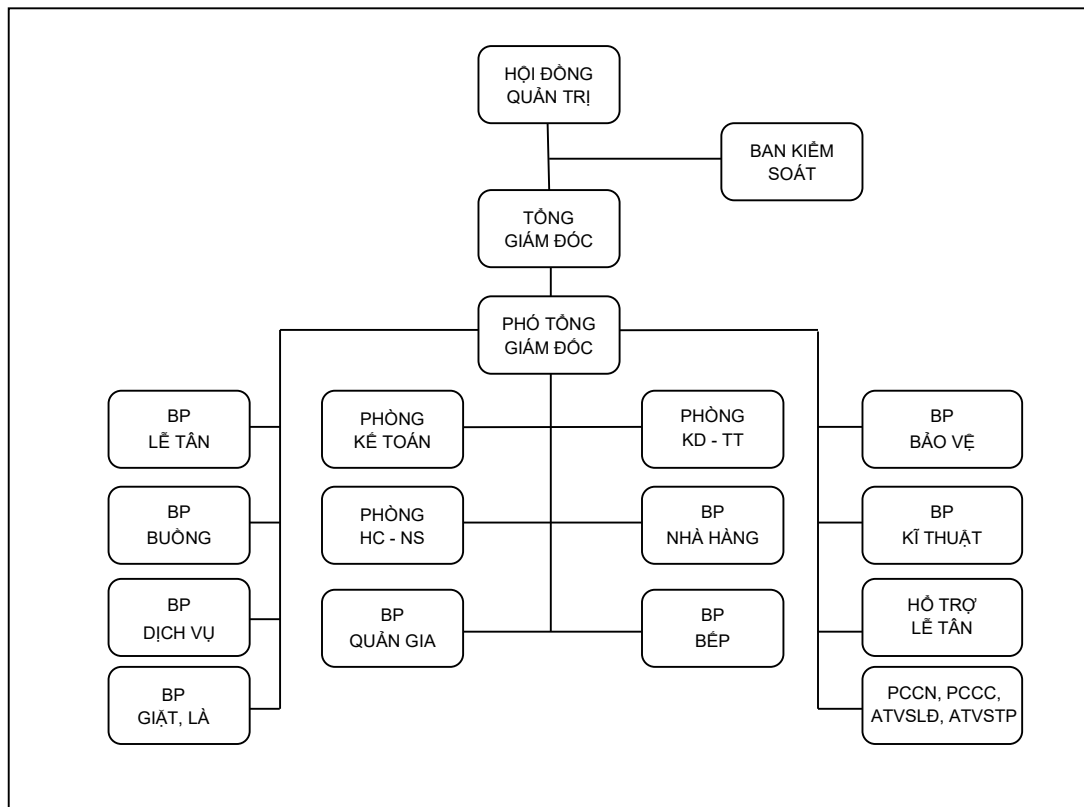 HỘI ĐỒNG
QUẢN TRỊ
BAN KIỂM
SOÁT
TỔNG
GIÁM ĐÓC
PHÓ TỔNG
GIÁM ĐỐC
BP
LỄ TÂN
PHÒNG
KẾ TOÁN
PHÒNG
KD - TT
BP
BẢO VỆ
BP
BUỒNG
PHÒNG
HC - NS
BP
NHÀ HÀNG
BP
KĨ THUẬT
BP
DỊCH VỤ
BP
QUẢN GIA
BP
BẾP
HỖ TRỢ
LỄ TÂN
BP
GIẶT, LÀ
PCCN, PCCC,
ATVSLĐ, ATVSTP